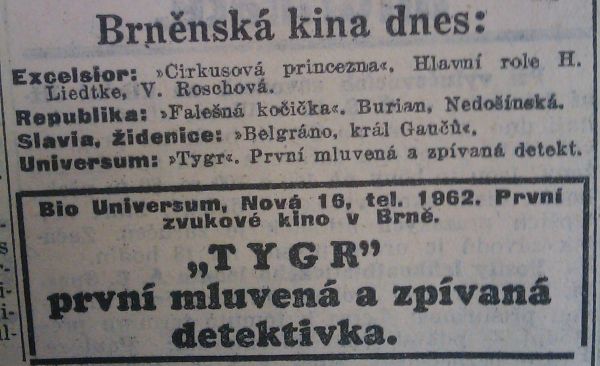 Brněnská kina dnes:
Excelsior: »Cirkusová princezna«. Hlavní role H.
Liedtke, V. Roschová.
Republika: »Falešná kočička«. Burian, Nedošínská.
Slavia, židenice: »Belgráno, král Gaučů«.
Universum: »Tygr«. První mluvená a zpívaná detekt.
Bio Universum, Nová 16, tel. 1962. První
zvukové kino v Brně.
„TYGR”
první mluvená a zpívaná
detektivka.